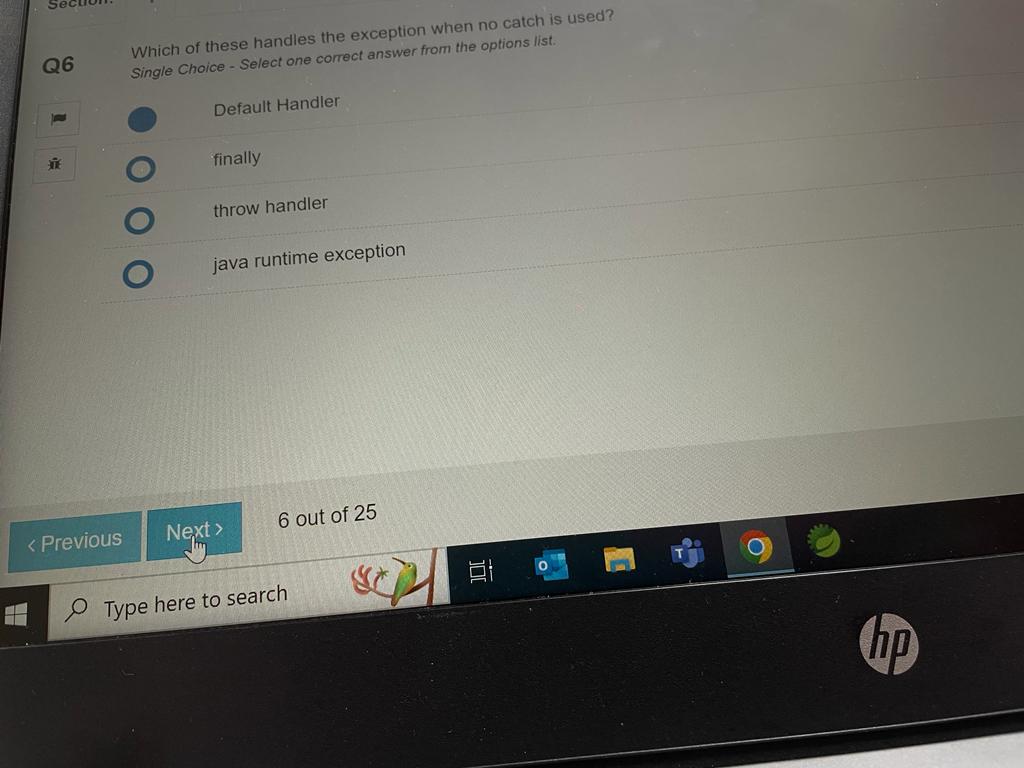 Section:
Q6
Which of these handles the exception when no catch is used?
Single Choice - Select one correct answer from the options list.
Default Handler
finally
throw handler
java runtime exception
‹ Previous
Next ›
6 out of 25
Type here to search
O
T
hp